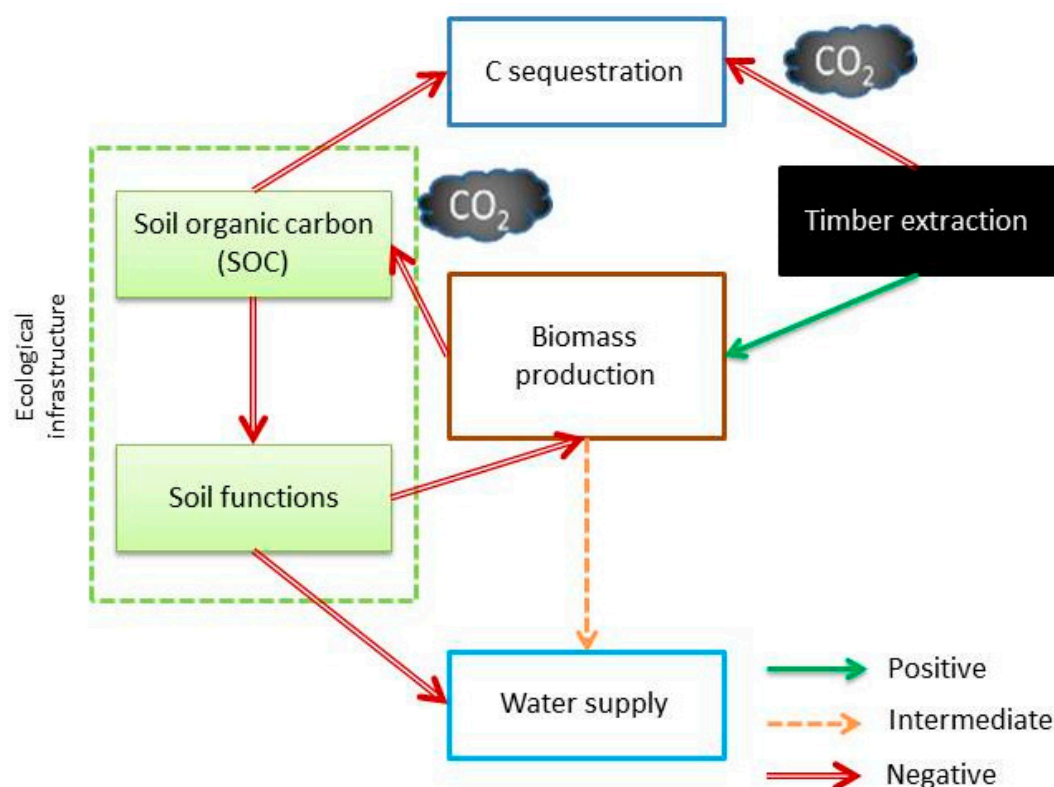 C sequestration
CO₂
Soil organic carbon
(SOC)
CO₂
Timber extraction
Biomass
production
Ecological
infrastructure
Soil functions
Water supply
Positive
Intermediate
Negative